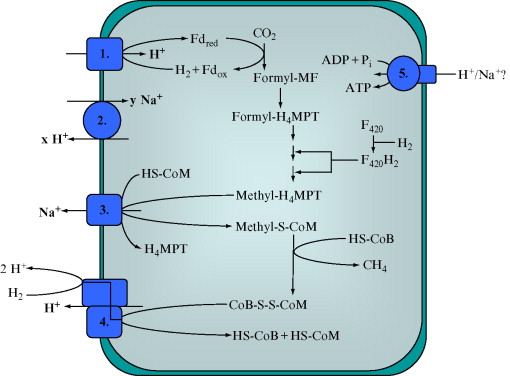 1.
Fd_red
CO₂
H⁺
H₂ + Fd_ox
Formyl-MF
ADP + Pᵢ
5.
ATP
H⁺/Na⁺?
y Na⁺
2.
x H⁺
Formyl-H₄MPT
F₄₂₀
H₂
F₄₂₀H₂
HS-CoM
Methyl-H₄MPT
Na⁺
3.
Methyl-S-CoM
H₄MPT
HS-CoB
CH₄
2 H⁺
H₂
H⁺
4.
CoB-S-S-CoM
HS-CoB + HS-CoM